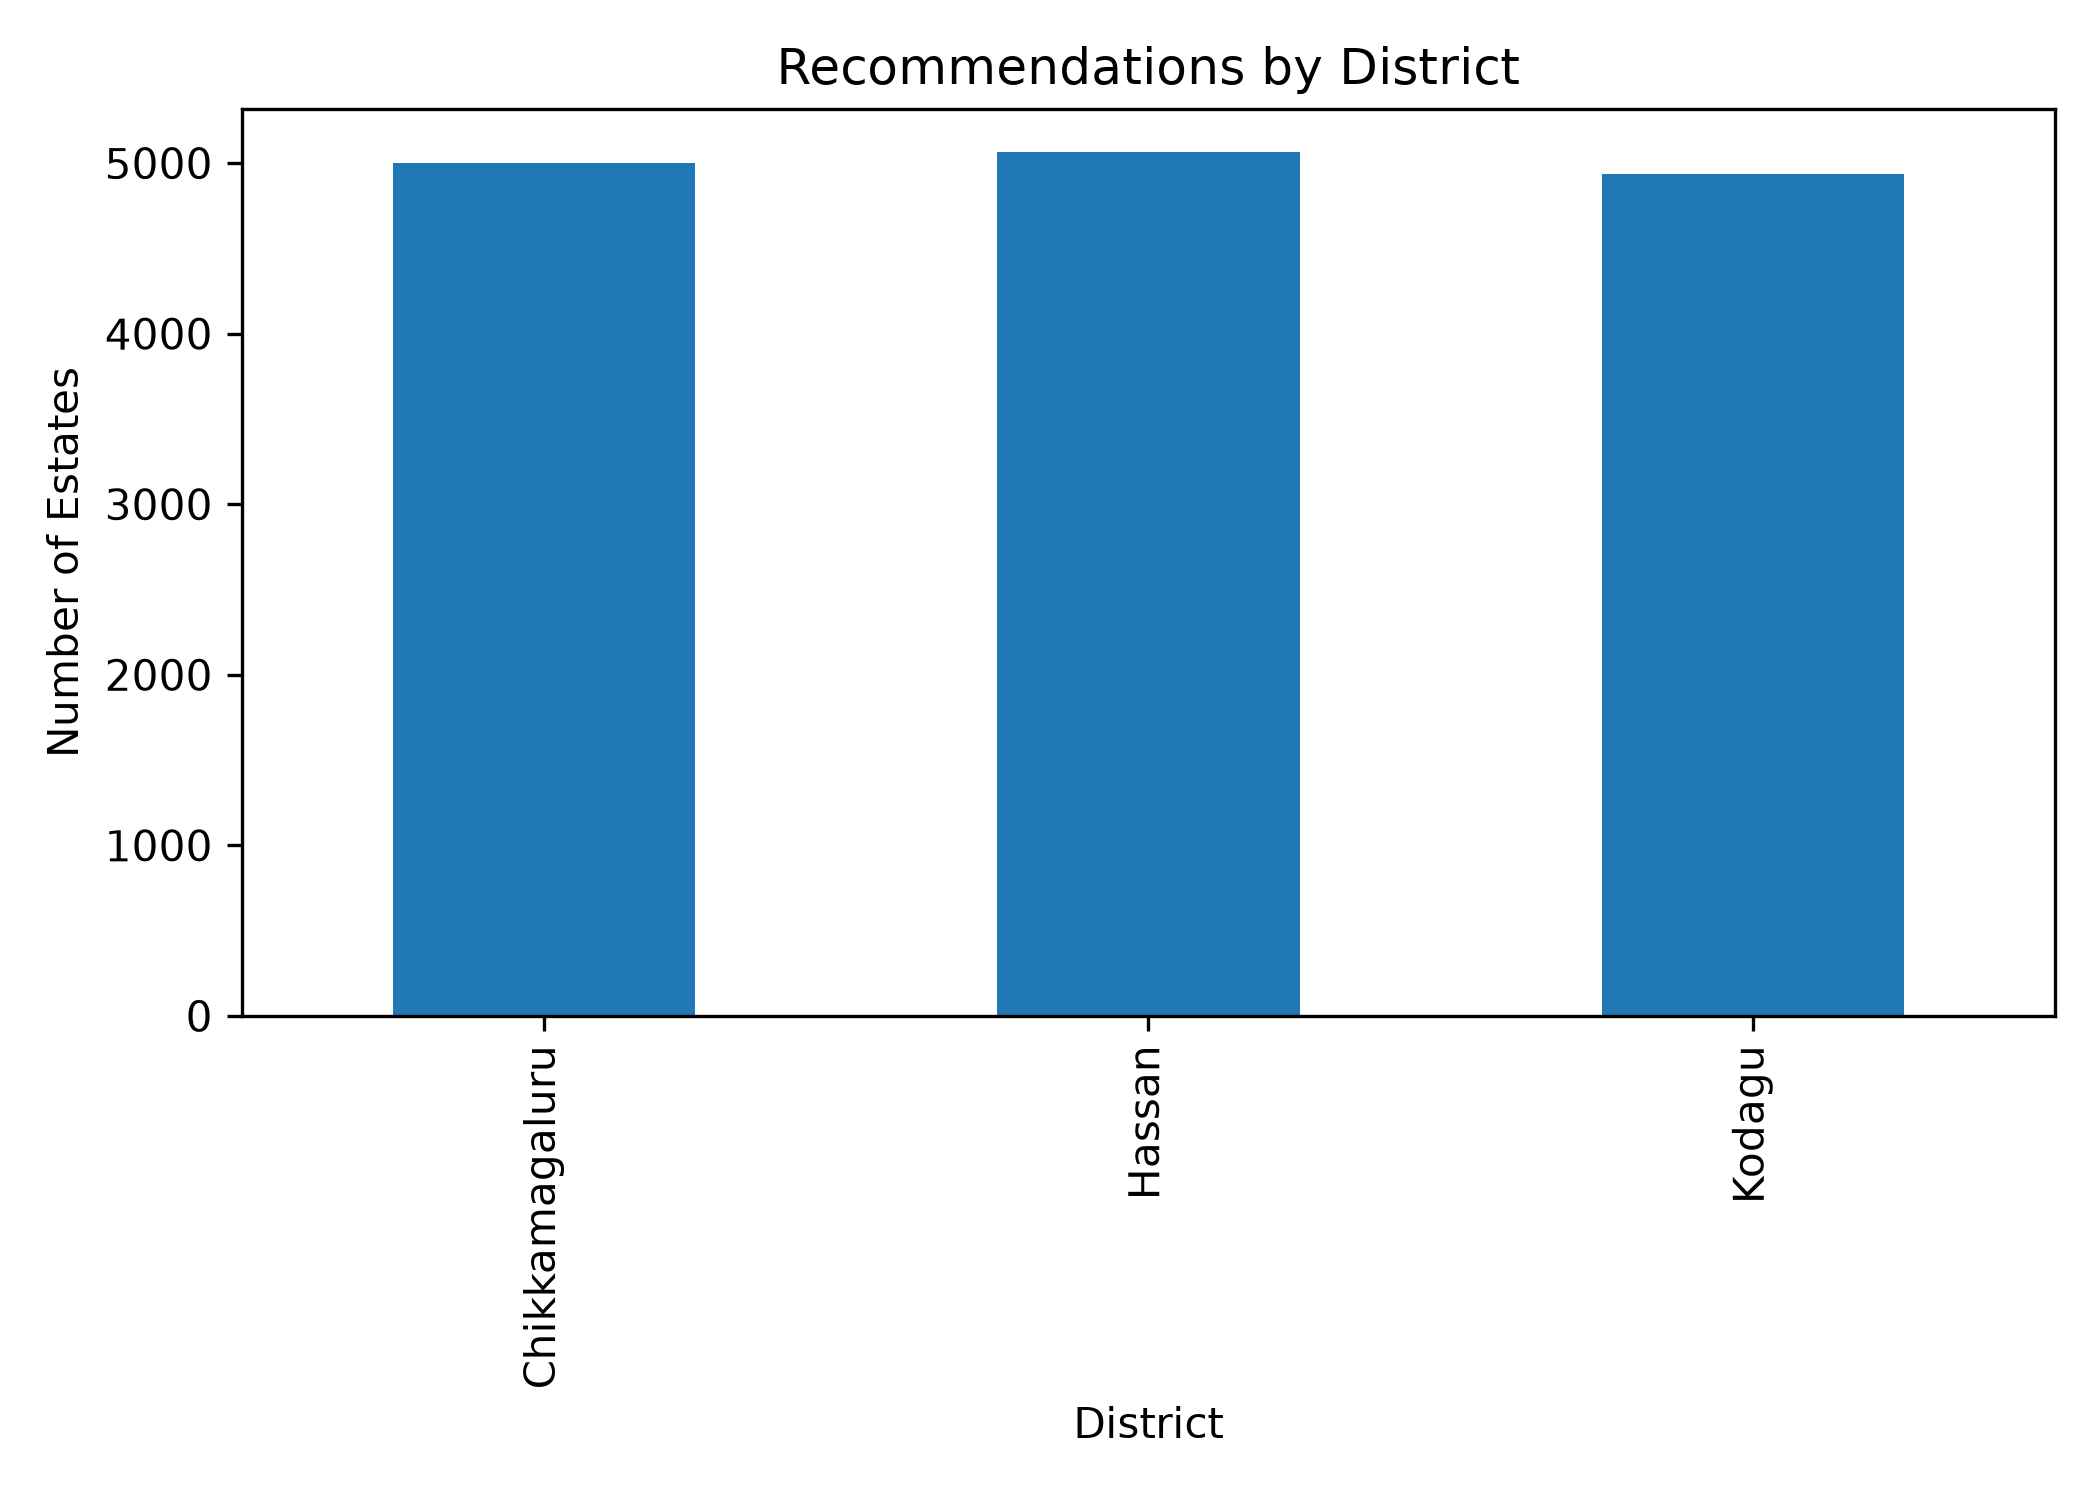 Recommendations by District
Number of Estates
5000
4000
3000
2000
1000
0
Chikkamagaluru
Hassan
Kodagu
District